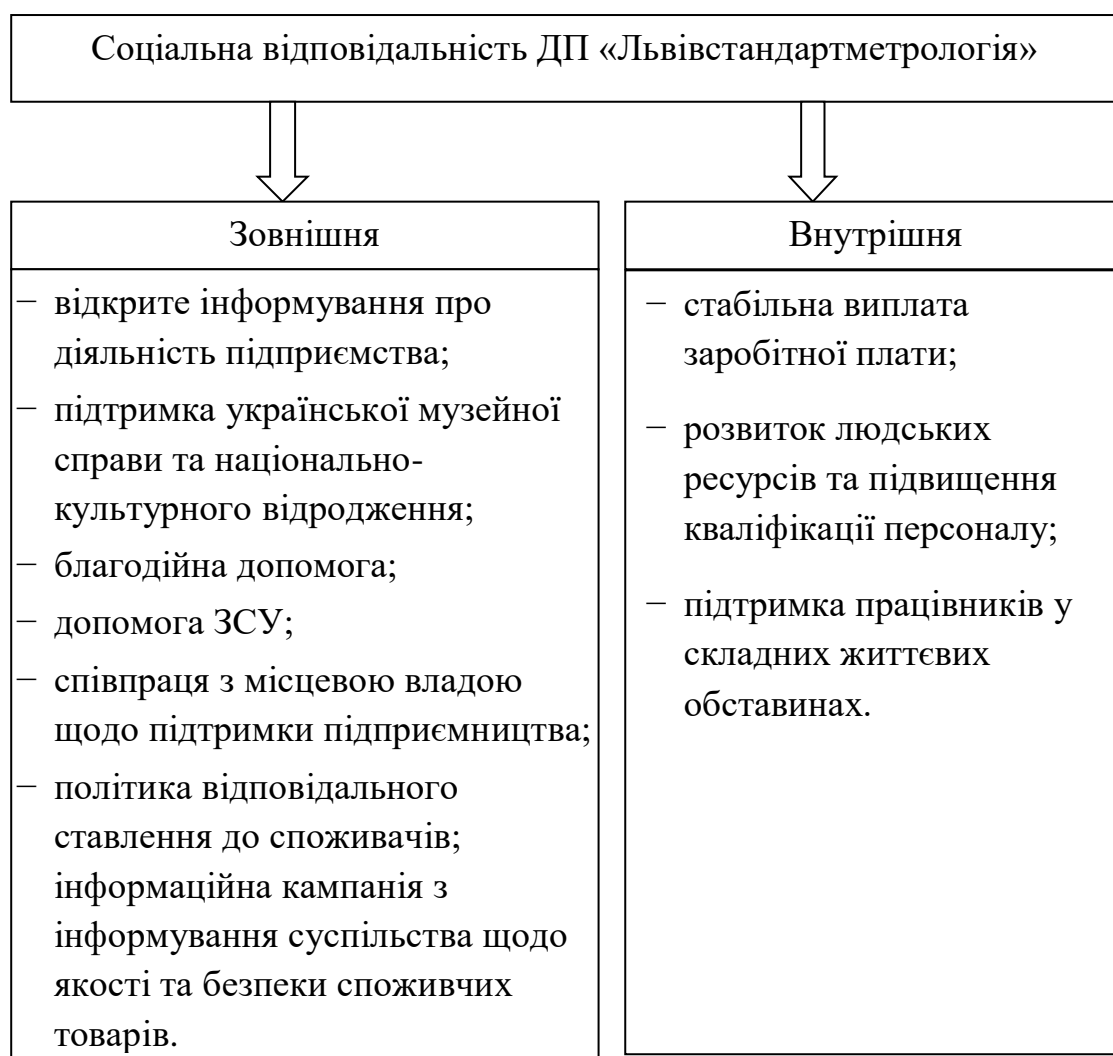 Соціальна відповідальність ДП «Львівстандартметрологія»
Зовнішня
− відкрите інформування про
діяльність підприємства;
− підтримка української музейної
справи та національно-
культурного відродження;
− благодійна допомога;
− допомога ЗСУ;
− співпраця з місцевою владою
щодо підтримки підприємництва;
− політика відповідального
ставлення до споживачів;
інформаційна кампанія з
інформування суспільства щодо
якості та безпеки споживчих
товарів.
Внутрішня
− стабільна виплата
заробітної плати;
− розвиток людських
ресурсів та підвищення
кваліфікації персоналу;
− підтримка працівників у
складних життєвих
обставинах.